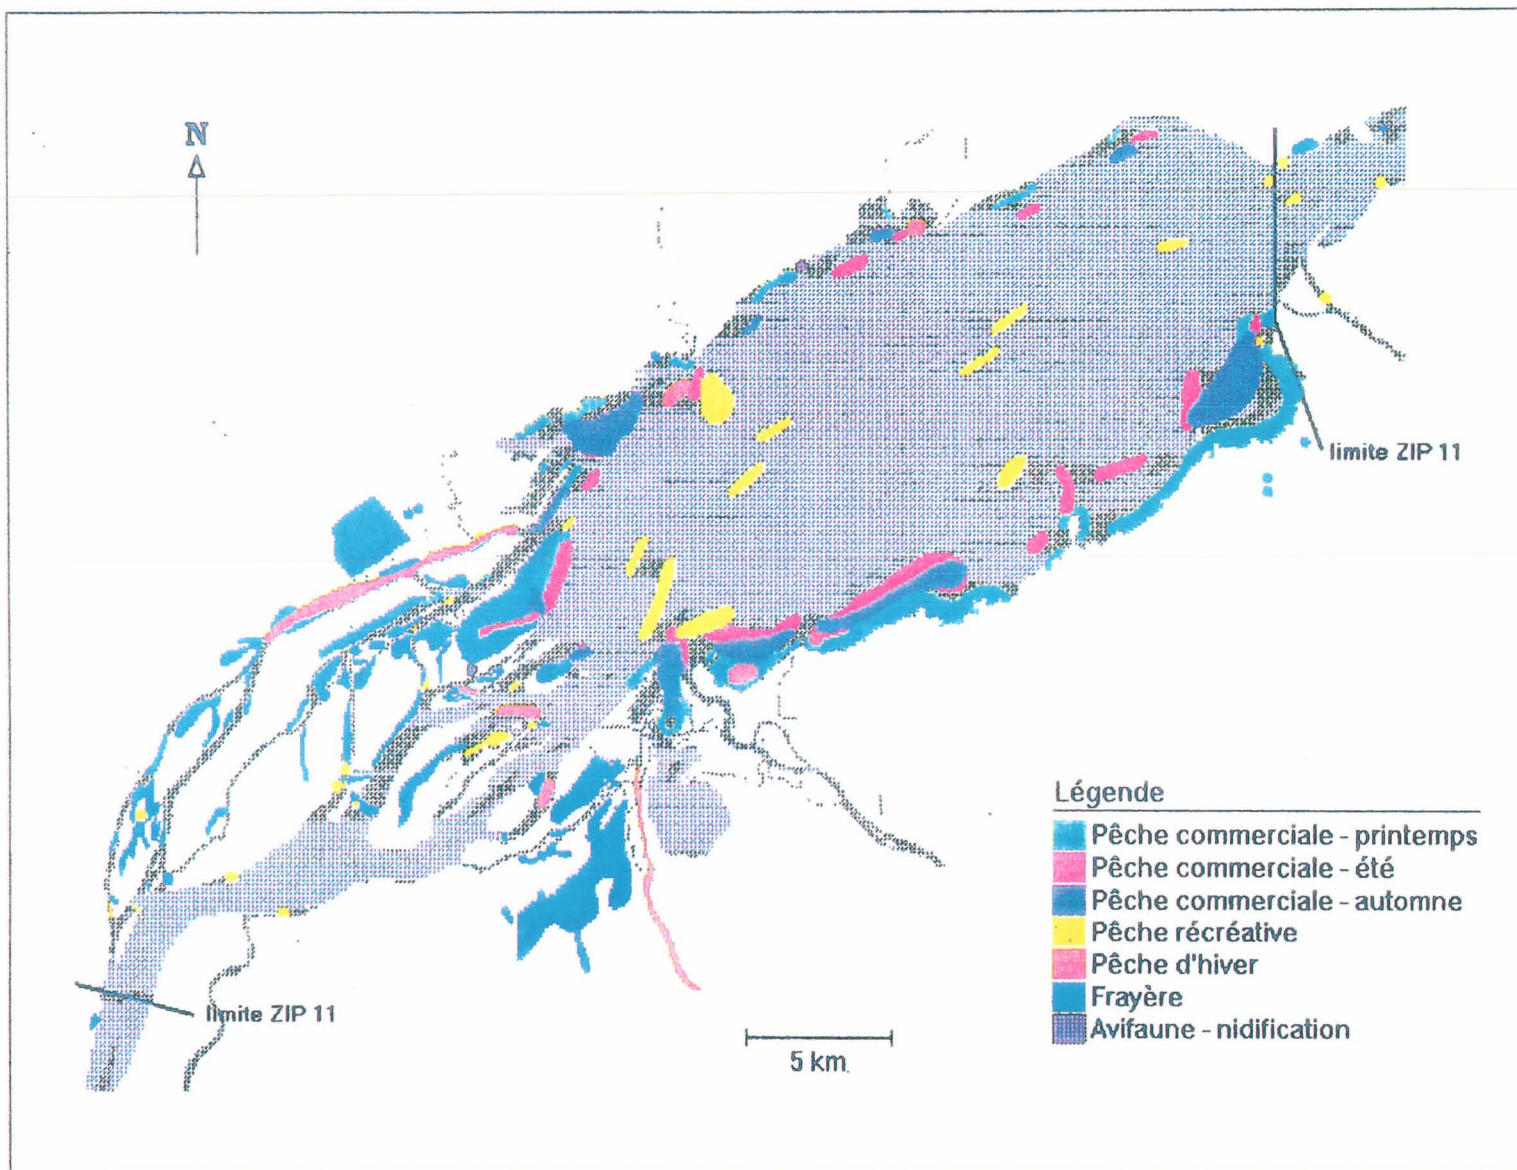 N
limite ZIP 11
Légende
Pêche commerciale - printemps
Pêche commerciale - été
Pêche commerciale - automne
Pêche récréative
Pêche d'hiver
Frayère
Avifaune - nidification
limite ZIP 11
5 km.